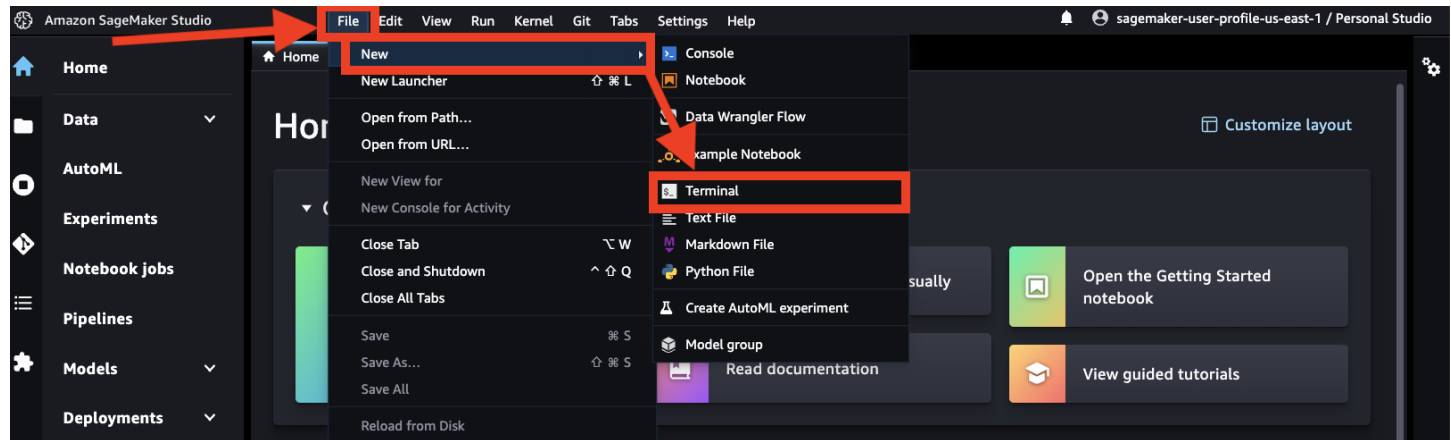 Amazon SageMaker Studio
File Edit View Run Kernel Git Tabs Settings Help
sagemaker-user-profile-us-east-1 / Personal Studio
Home
Data
AutoML
Experiments
Notebook jobs
Pipelines
Models
Deployments
Home
New
New Launcher ⇧ ⌘ L
Open from Path...
Open from URL...
New View for
New Console for Activity
Close Tab ⌥ W
Close and Shutdown ^ ⇧ Q
Close All Tabs
Save ⌘ S
Save As... ⇧ ⌘ S
Save All
Reload from Disk
Console
Notebook
Data Wrangler Flow
Example Notebook
$_ Terminal
Text File
M Markdown File
Python File
Create AutoML experiment
Model group
Read documentation
Customize layout
Open the Getting Started
notebook
View guided tutorials